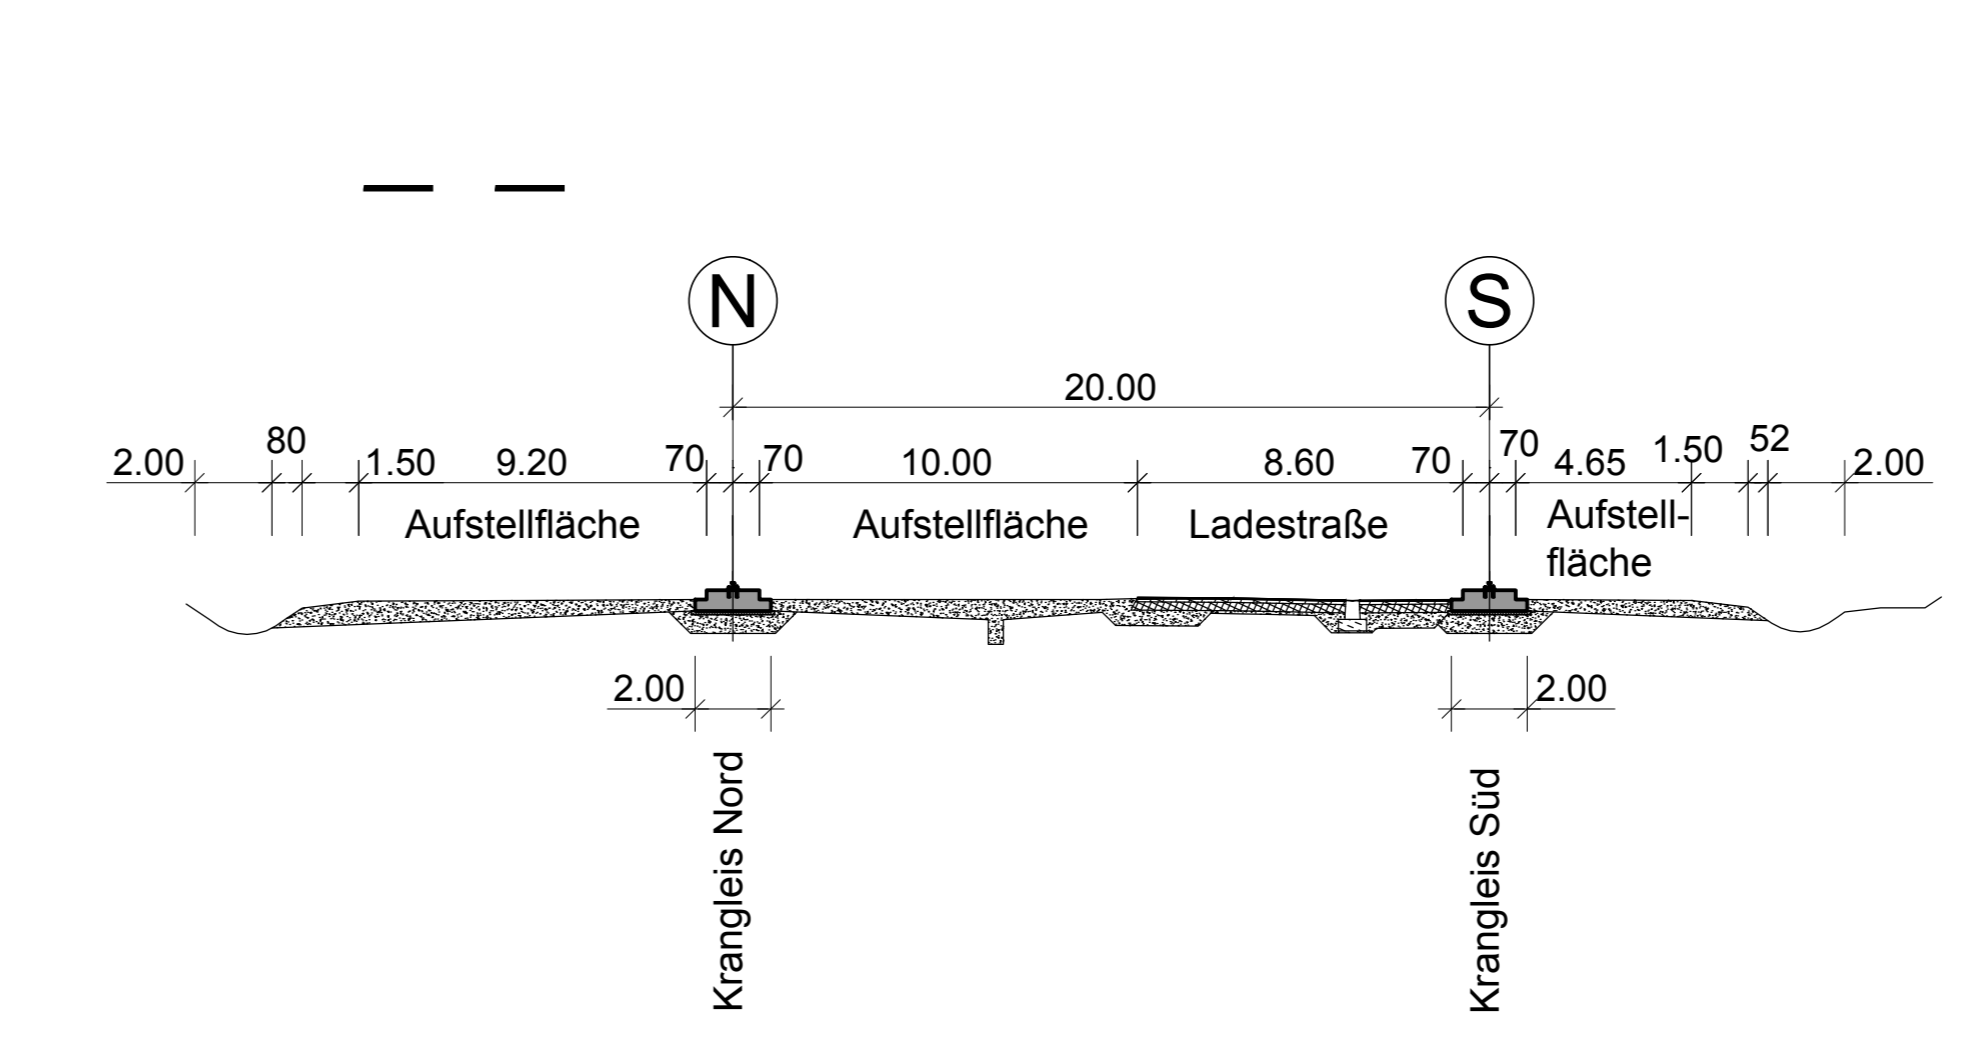 N
S
20.00
2.00
80
1.50
9.20
70
70
10.00
8.60
70
70
4.65
1.50
52
2.00
Aufstellfläche
Aufstellfläche
Ladestraße
Aufstell-
fläche
2.00
2.00
Krangleis Nord
Krangleis Süd